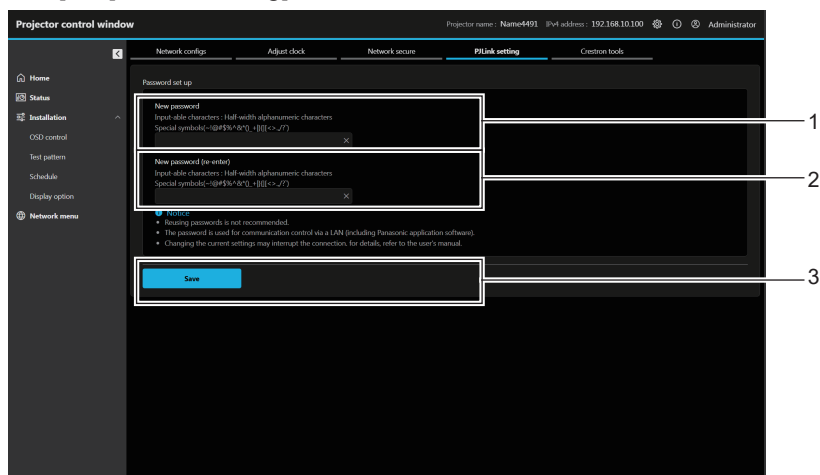 Projector control window
Projector name : Name4491 IPv4 address : 192.168.10.100 Administrator
Network configs Adjust clock Network secure PJLink setting Crestron tools
Home
Status
Installation
OSD control
Test pattern
Schedule
Display option
Network menu
Password set up
New password
Input-able characters : Half-width alphanumeric characters
Special symbols(~!@#$%^&*()_+[]{}[<>.,/?`)
1
New password (re-enter)
Input-able characters : Half-width alphanumeric characters
Special symbols(~!@#$%^&*()_+[]{}[<>.,/?`)
2
Notice
Reusing passwords is not recommended.
The password is used for communication control via a LAN (including Panasonic application software).
Changing the current settings may interrupt the connection. for details, refer to the user's manual.
Save
3